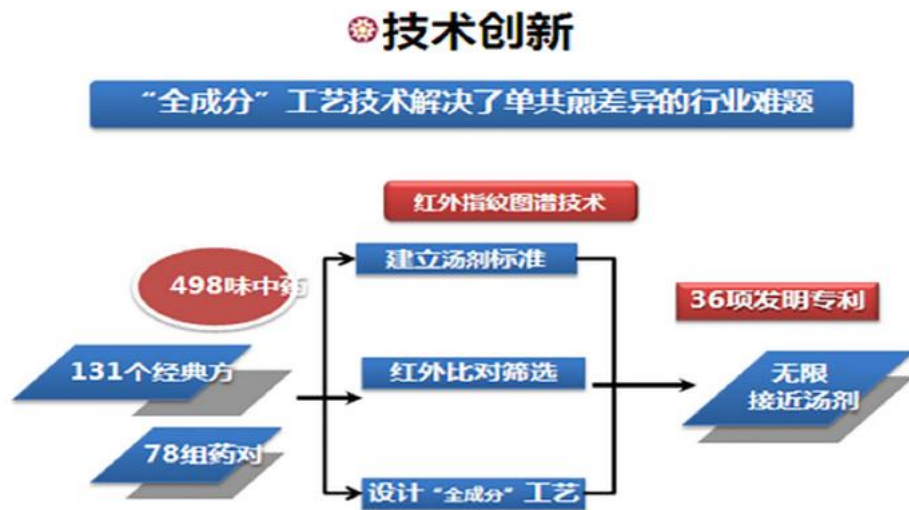 技术创新
“全成分”工艺技术解决了单共煎差异的行业难题
红外指纹图谱技术
建立汤剂标准
498味中药
36项发明专利
131个经典方
红外比对筛选
无限
接近汤剂
78组药对
设计“全成分”工艺